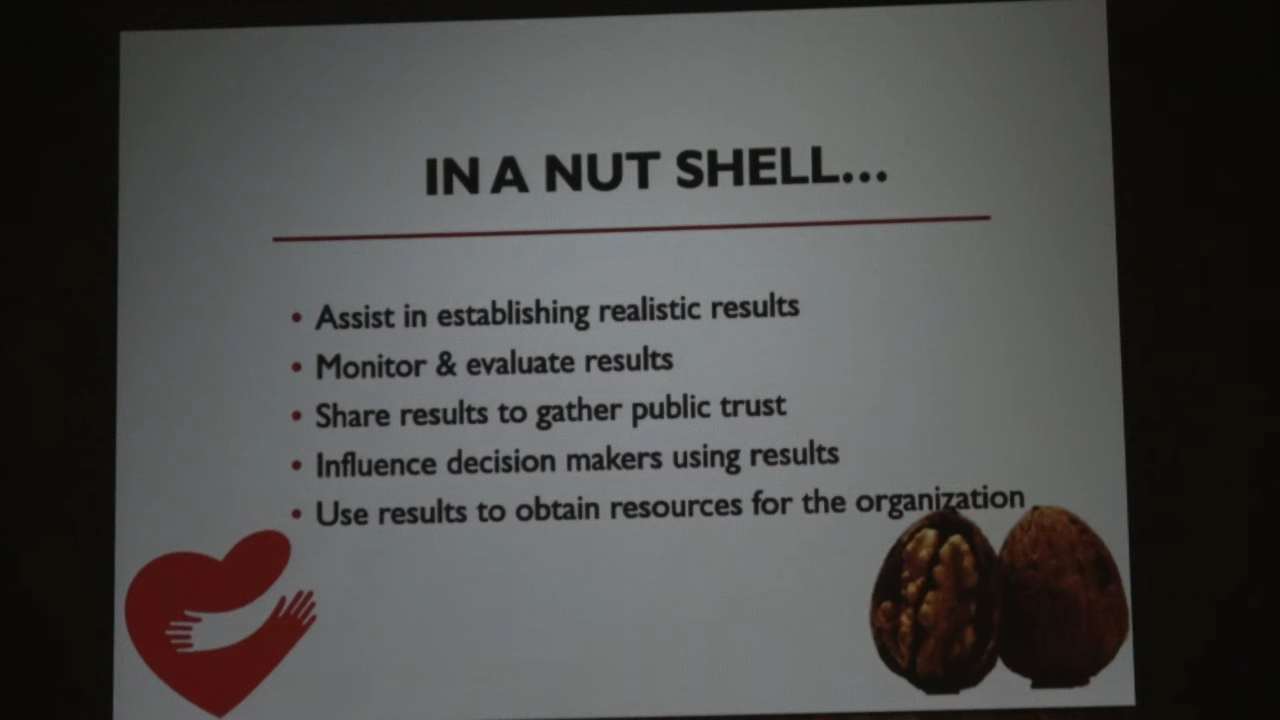 IN A NUT SHELL...
• Assist in establishing realistic results
• Monitor & evaluate results
• Share results to gather public trust
• Influence decision makers using results
• Use results to obtain resources for the organization